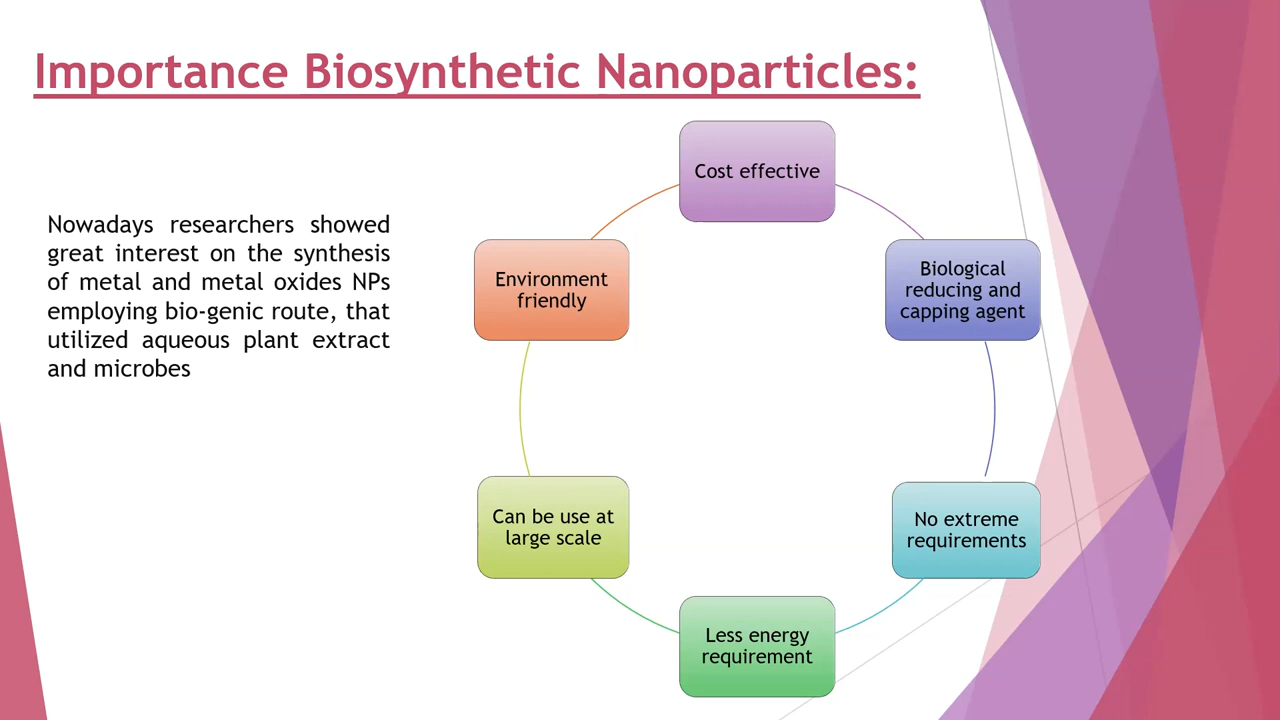 Importance Biosynthetic Nanoparticles:
Nowadays researchers showed
great interest on the synthesis
of metal and metal oxides NPs
employing bio-genic route, that
utilized aqueous plant extract
and microbes
Cost effective
Biological
reducing and
capping agent
No extreme
requirements
Less energy
requirement
Can be use at
large scale
Environment
friendly